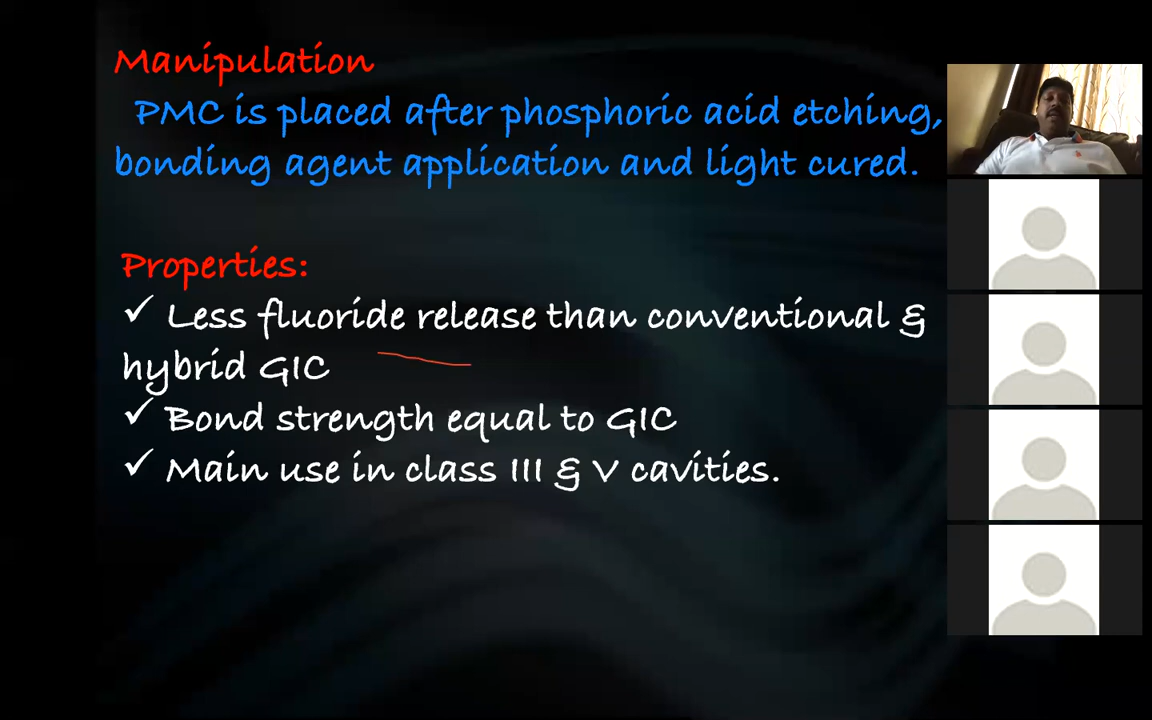 Manipulation
PMC is placed after phosphoric acid etching,
bonding agent application and light cured.
Properties:
✓ Less fluoride release than conventional &
hybrid GIC
✓ Bond strength equal to GIC
✓ Main use in class III & V cavities.